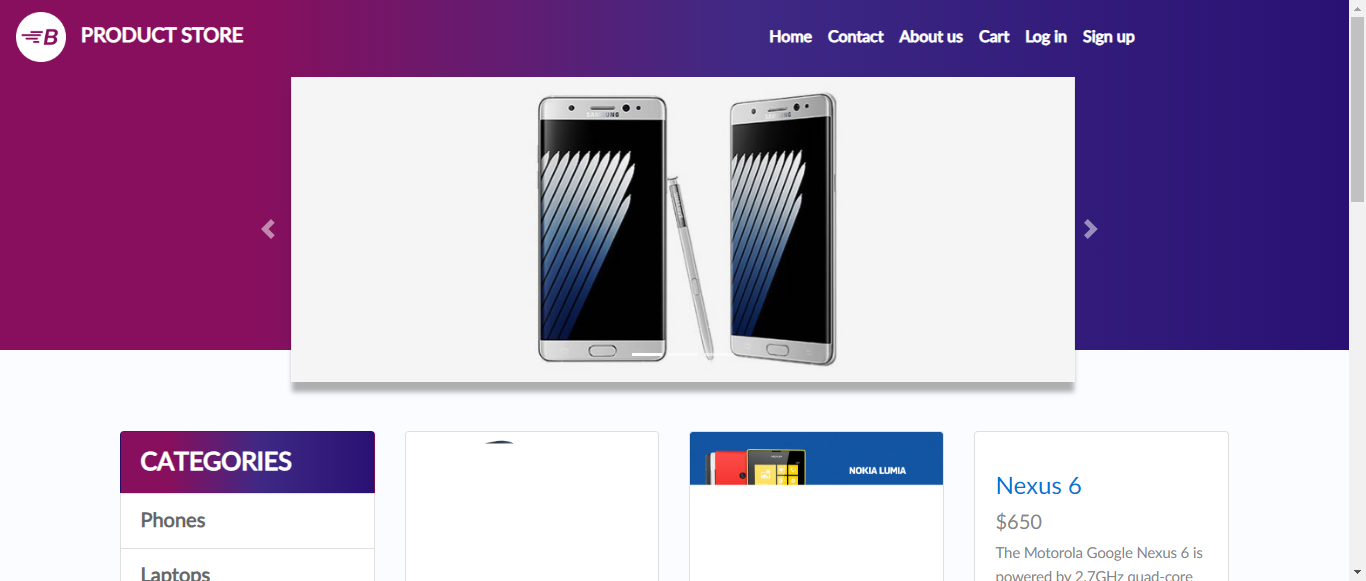 B PRODUCT STORE
Home Contact About us Cart Log in Sign up
SAMSUNG
SAMSUNG
CATEGORIES
Phones
Laptops
NOKIA LUMIA
Nexus 6
$650
The Motorola Google Nexus 6 is
powered by 2.7GHz quad-core